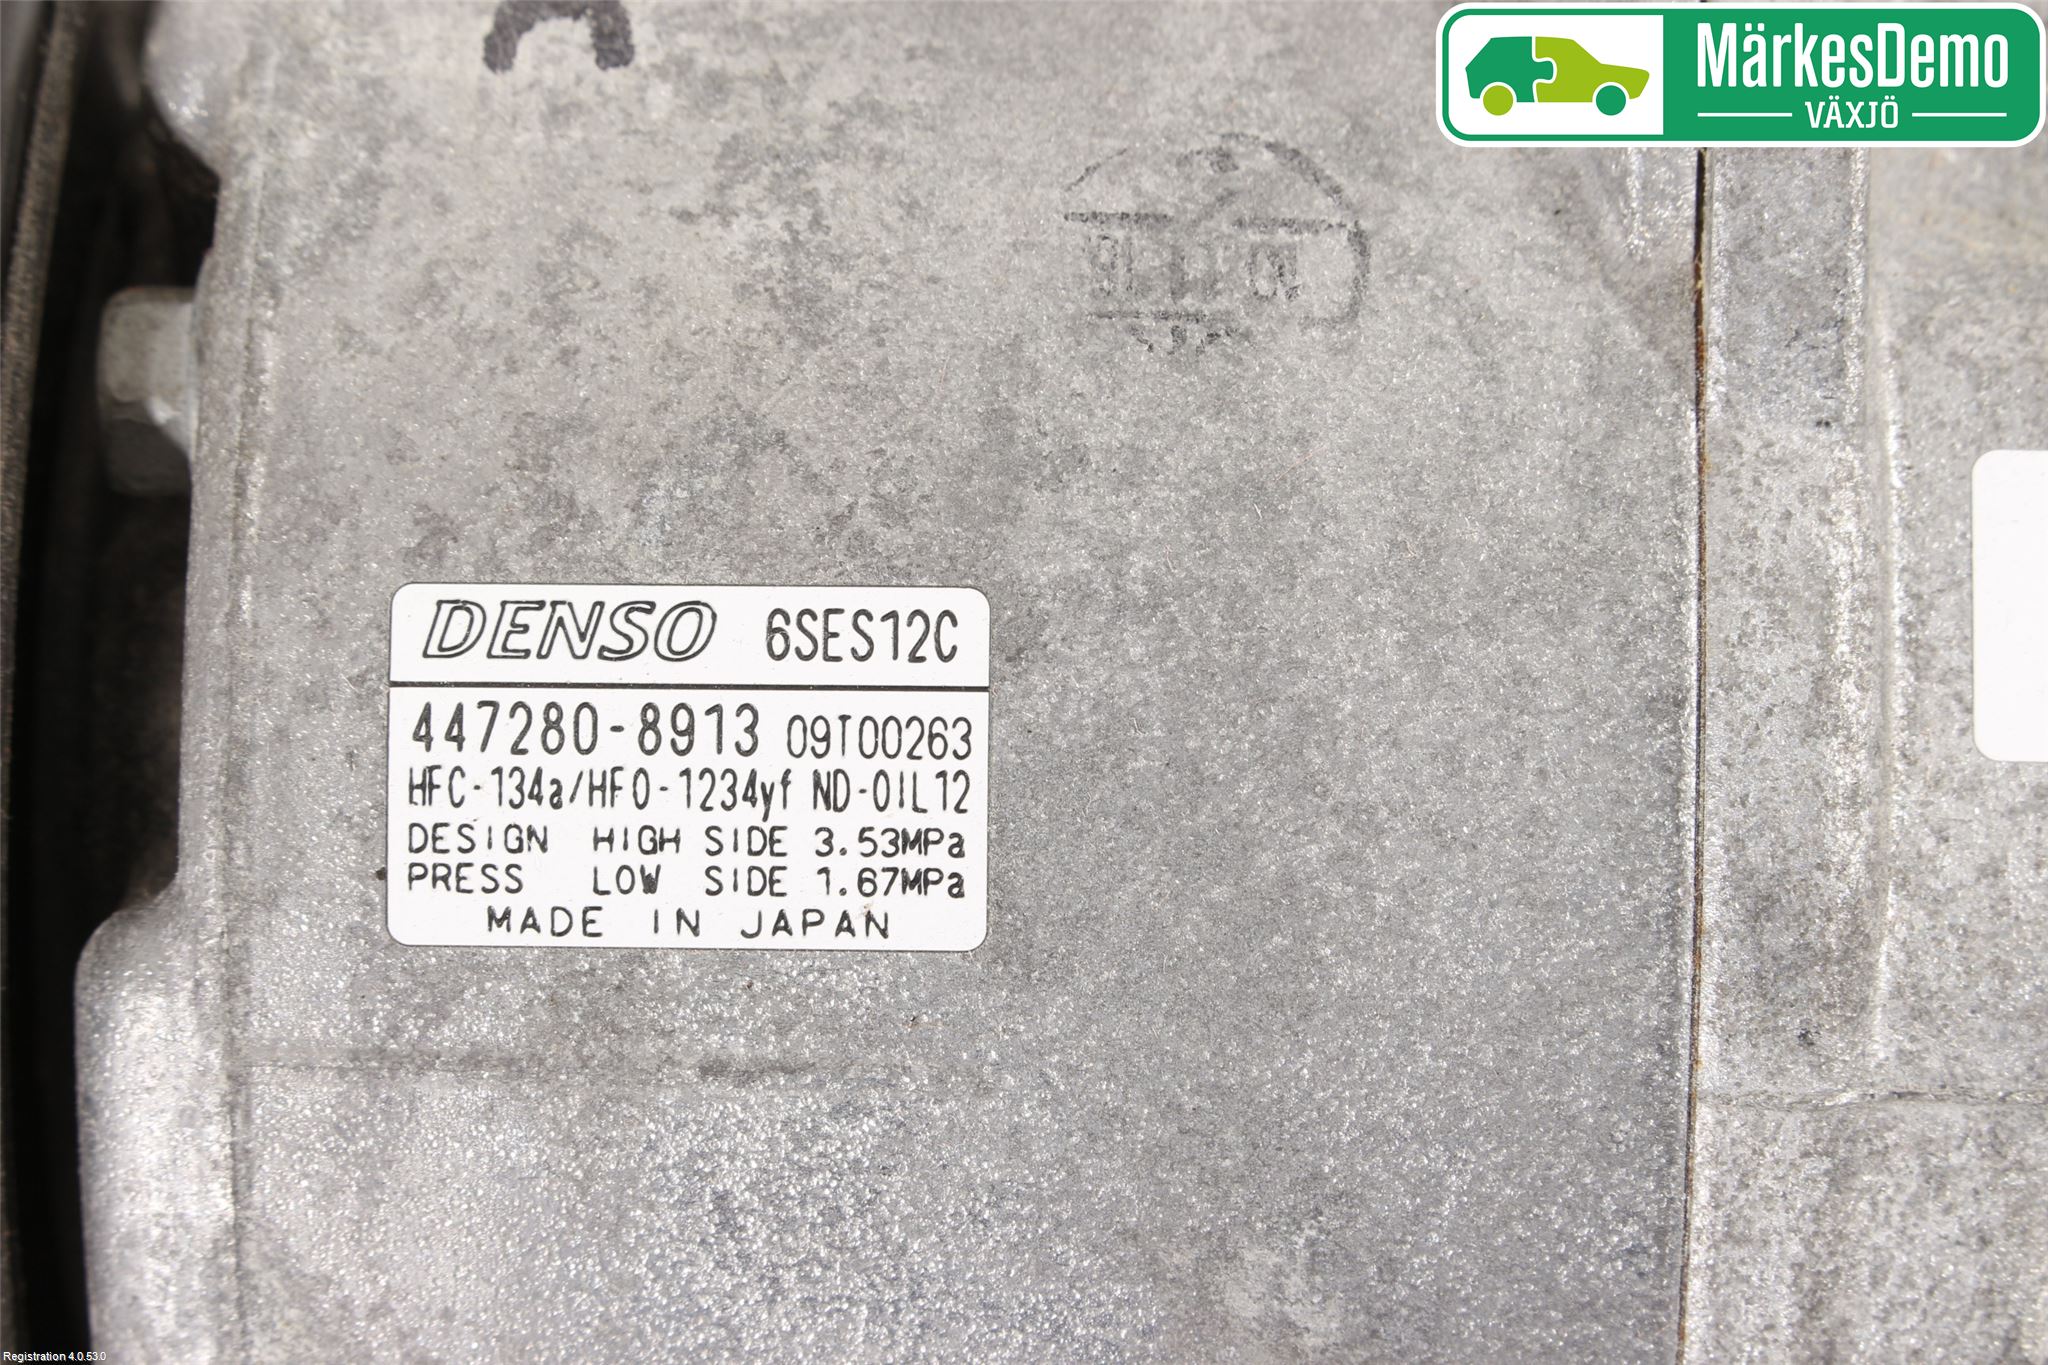 MärkesDemo
VÄXJÖ
DENSO 6SES12C
447280-8913 09T00263
HFC-134a/HFO-1234yf ND-OIL12
DESIGN HIGH SIDE 3.53MPa
PRESS LOW SIDE 1.67MPa
MADE IN JAPAN
Registration 4.0.53.0